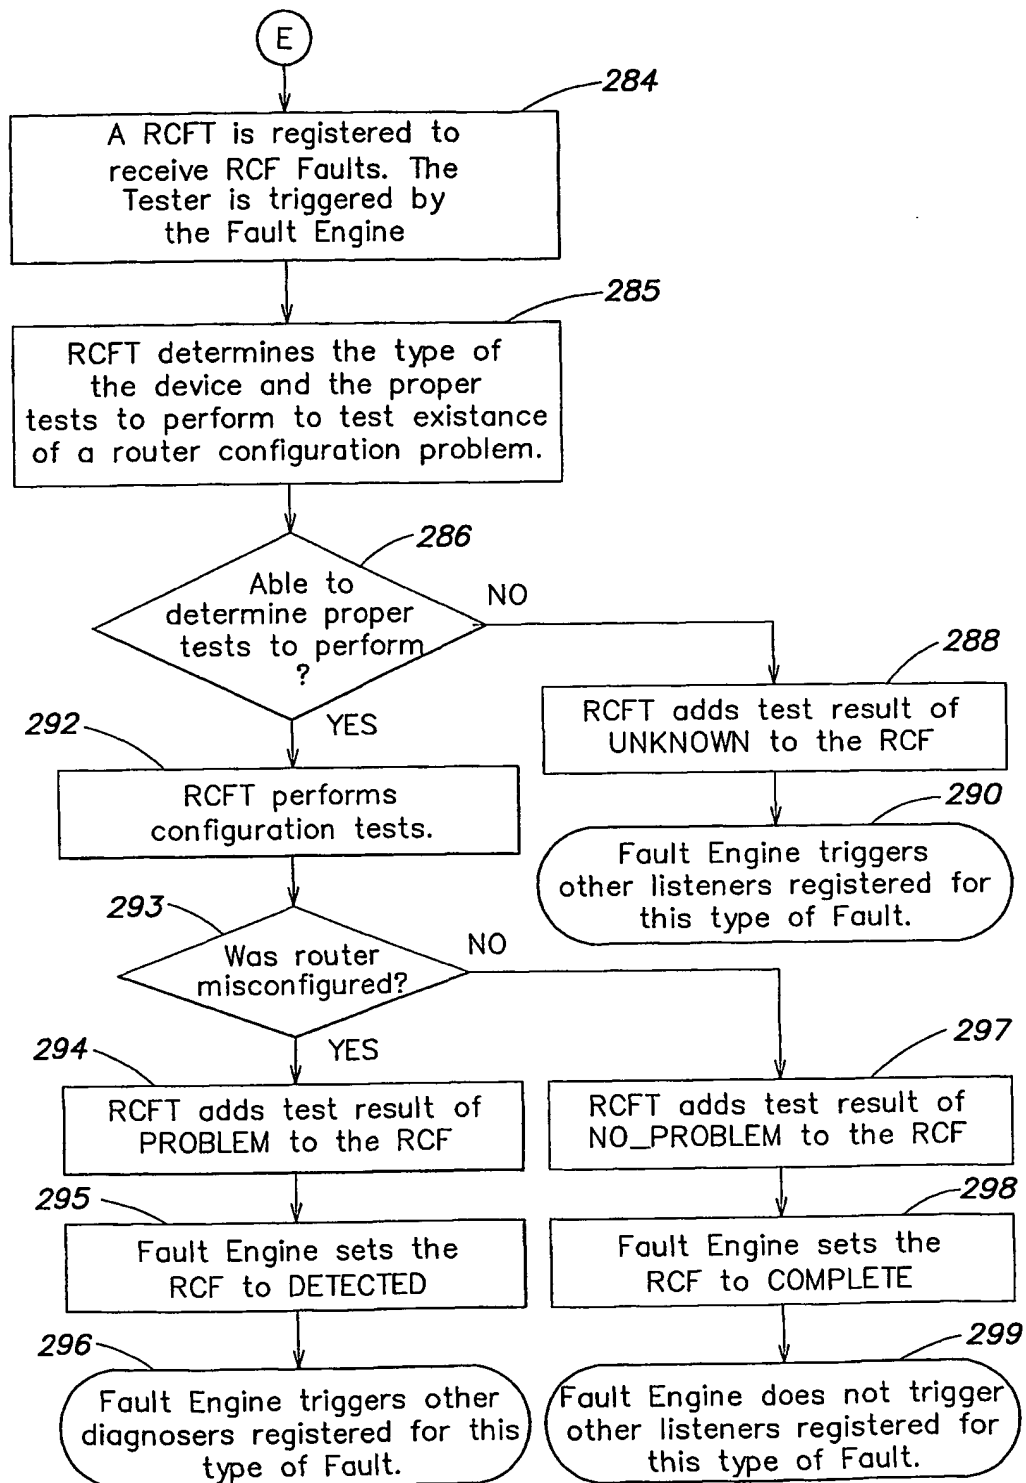 E
284
A RCFT is registered to
receive RCF Faults. The
Tester is triggered by
the Fault Engine
285
RCFT determines the type of
the device and the proper
tests to perform to test existance
of a router configuration problem.
286
Able to
determine proper
tests to perform
?
NO
YES
288
RCFT adds test result of
UNKNOWN to the RCF
290
Fault Engine triggers
other listeners registered for
this type of Fault.
292
RCFT performs
configuration tests.
293
Was router
misconfigured?
NO
YES
294
RCFT adds test result of
PROBLEM to the RCF
295
Fault Engine sets the
RCF to DETECTED
296
Fault Engine triggers other
diagnosers registered for this
type of Fault.
297
RCFT adds test result of
NO_PROBLEM to the RCF
298
Fault Engine sets the
RCF to COMPLETE
299
Fault Engine does not trigger
other listeners registered for
this type of Fault.